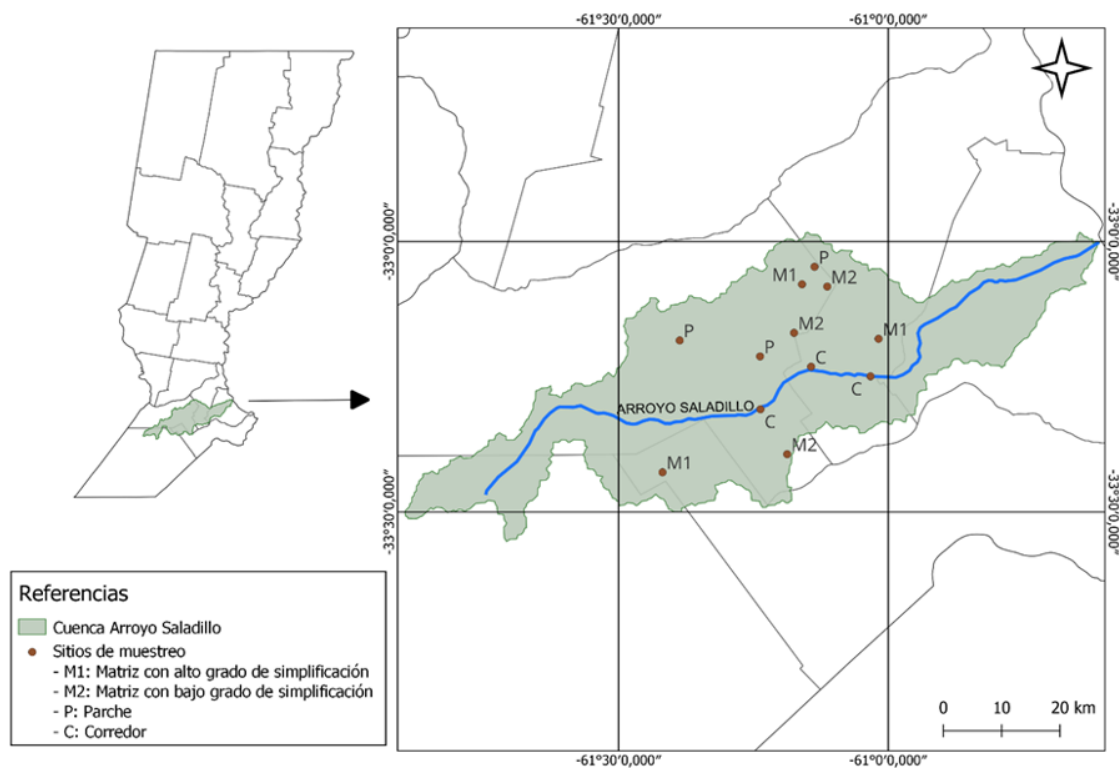 -61°30'0,000"
-61°0'0,000"
-33°0'0,000"
-33°0'0,000"
P
M1
M2
M2
M1
P
P
C
C
ARROYO SALADILLO
C
M2
M1
-33°30'0,000"
-33°30'0,000"
Referencias
Cuenca Arroyo Saladillo
Sitios de muestreo
- M1: Matriz con alto grado de simplificación
- M2: Matriz con bajo grado de simplificación
- P: Parche
- C: Corredor
0 10 20 km
-61°30'0,000"
-61°0'0,000"